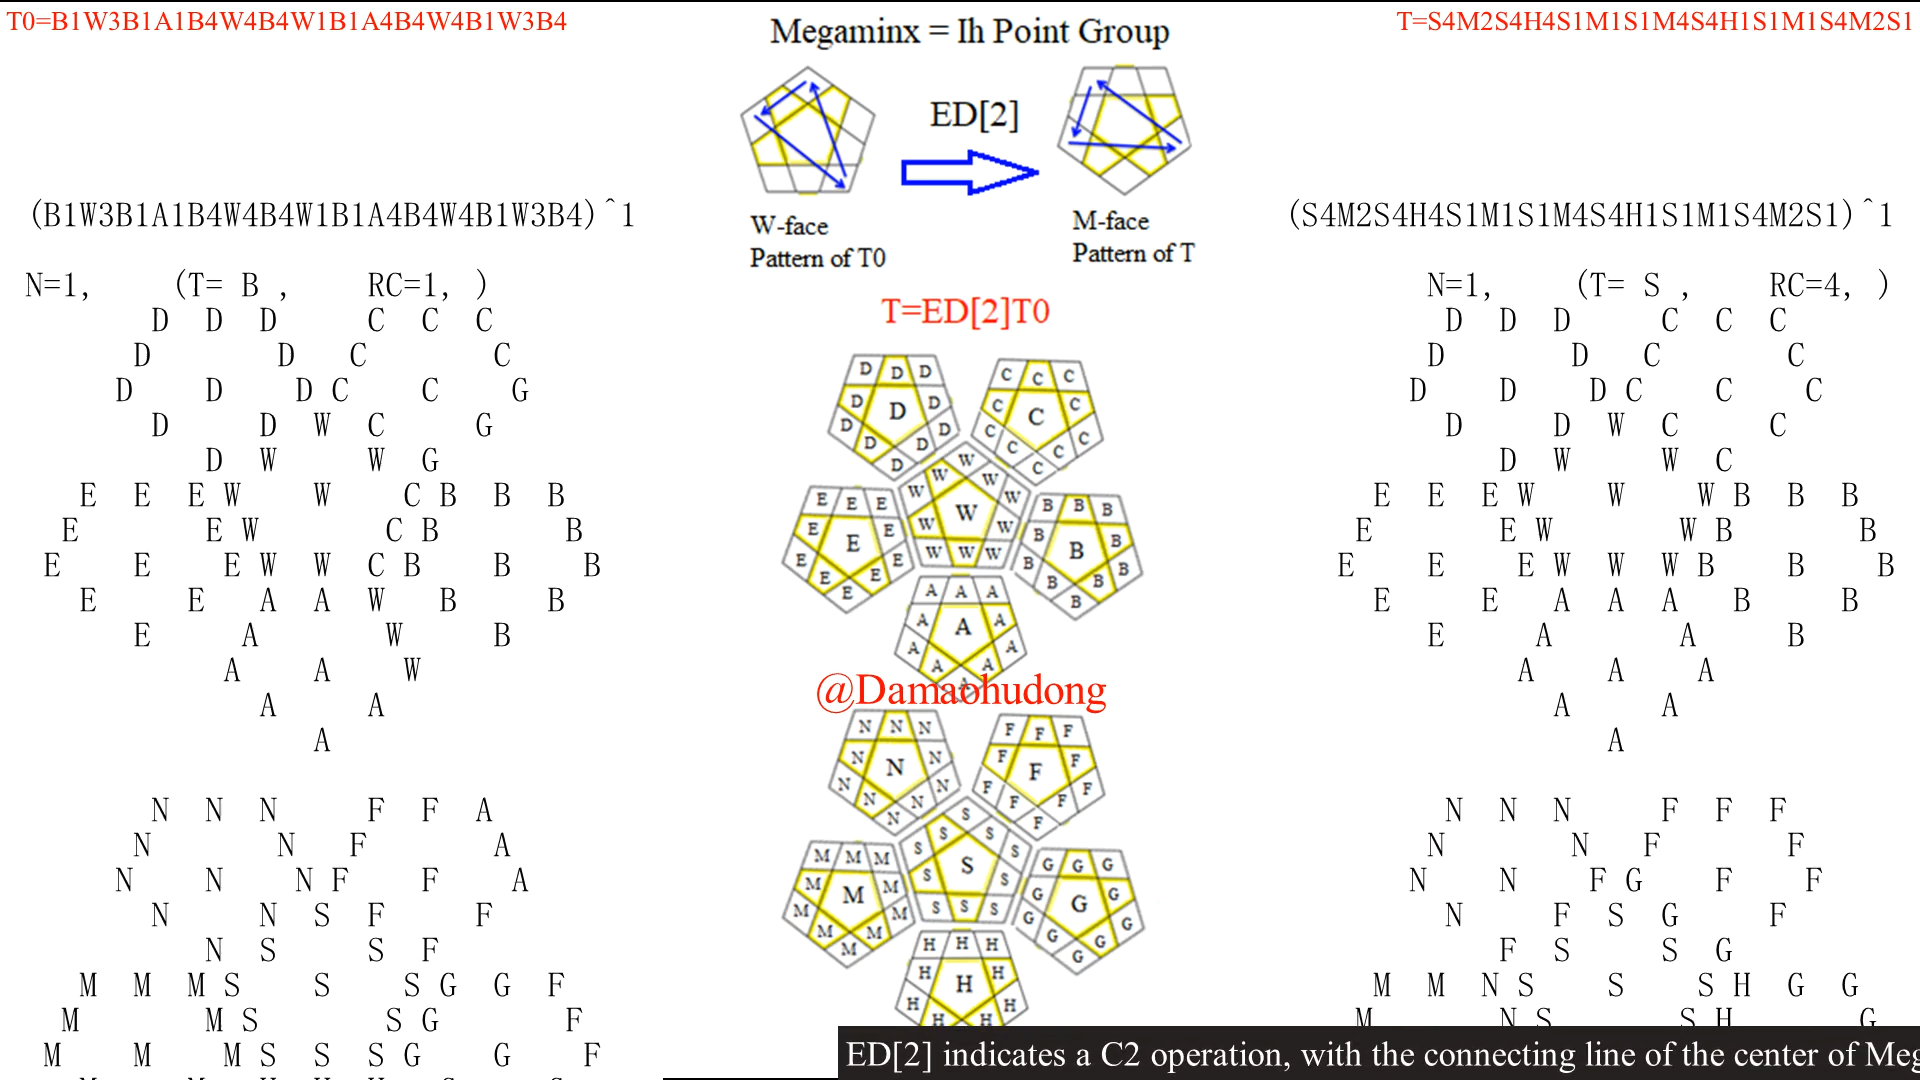 T0=B1W3B1A1B4W4B4W1B1A4B4W4B1W3B4
Megaminx = Ih Point Group
T=S4M2S4H4S1M1S1M4S4H1S1M1S4M2S1
ED[2]
W-face
Pattern of T0
M-face
Pattern of T
T=ED[2]T0
(B1W3B1A1B4W4B4W1B1A4B4W4B1W3B4)^1
N=1, (T= B , RC=1, )
D D D C C C
D D C C
D D D C C G
D D W C G
D W W G
E E E W W C B B B
E E W C B B
E E E W W C B B B
E E A A W B B
E A W B
A A W
A A
A
N N N F F A
N N F A
N N N F F A
N N S F F
N S S F
M M M S S S G G F
M M S S G F
M M M S S S G G F
(S4M2S4H4S1M1S1M4S4H1S1M1S4M2S1)^1
N=1, (T= S , RC=4, )
D D D C C C
D D C C
D D D C C C
D D W C C
D W W C
E E E W W W B B B
E E W W B B
E E E W W W B B B
E E A A A B B
E A A B
A A A
A A
A
N N N F F F
N N F F
N N F G F F
N F S G F
F S S G
M M N S S S H G G
M N S S H G
D D D
D D
D
D D
D D
D
C C C
C C
C
C C
C C
C
W
W W
W W
W
W W
W W W
E E E
E E
E
E E
E E
E
B B B
B B
B
B B
B B
B
A A A
A A
A
A A
A A
A
@Damaohudong
N N N
N N
N
N N
N N
N
F F F
F F
F
F F
F F
F
S
S S
S S
S
S S
S S S
M M M
M M
M
M M
M M
M
G G G
G G
G
G G
G G
G
H H H
H H
H
H H
H H
ED[2] indicates a C2 operation, with the connecting line of the center of Meg